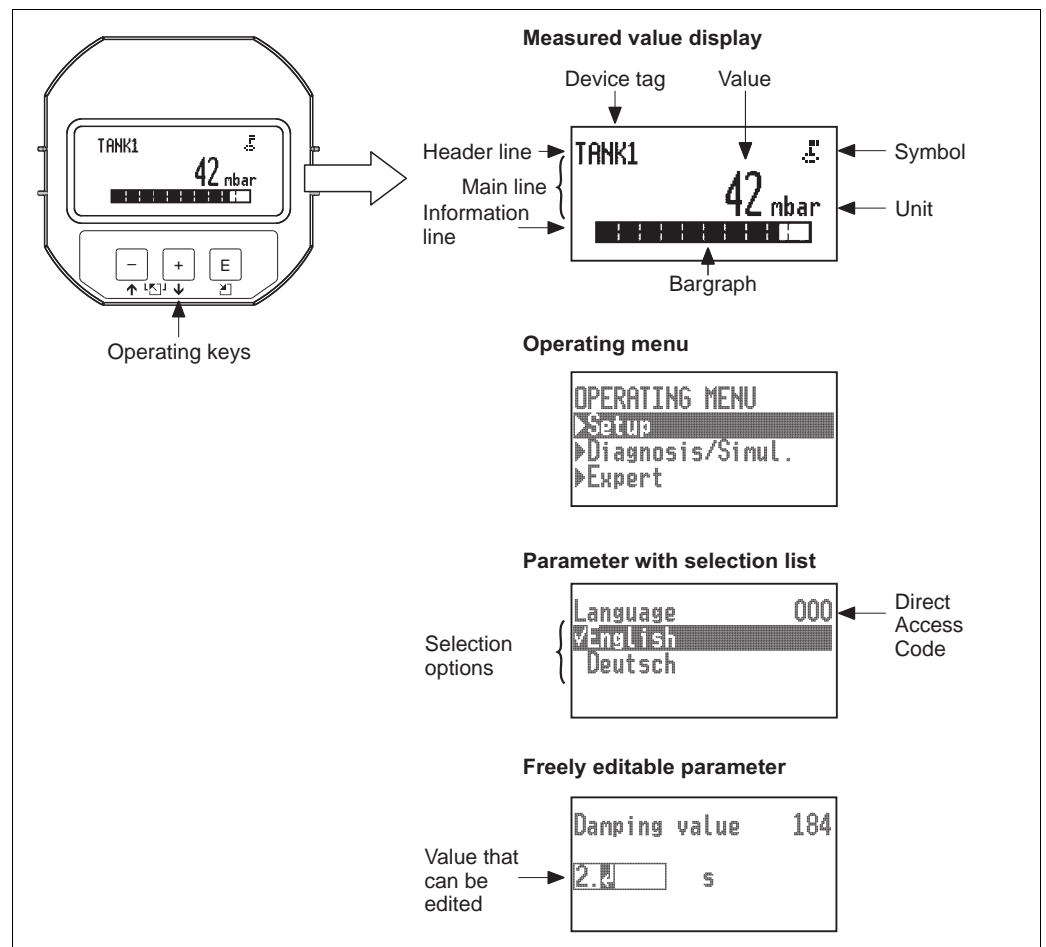 TANK1
42 mbar
- + E
Operating keys
Measured value display
Device tag
Value
Header line
TANK1
Symbol
Main line
42 mbar
Unit
Information
line
Bargraph
Operating menu
OPERATING MENU
Setup
Diagnosis/Simul.
Expert
Parameter with selection list
Language 000
English
Deutsch
Selection
options
Direct
Access
Code
Freely editable parameter
Damping value 184
2. s
Value that
can be
edited